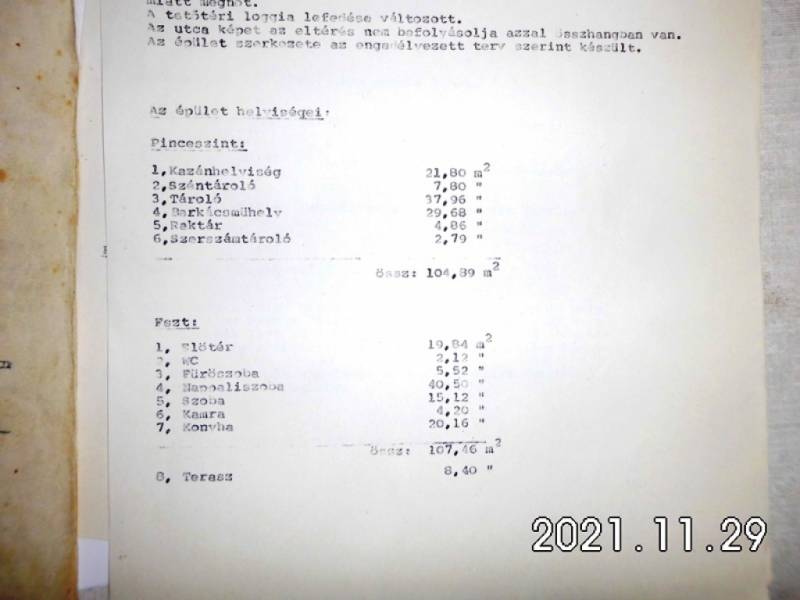 miatt megnőt.
A tetőtéri loggia lefedése változott.
Az utca képet az eltérés nem befolyásolja azzal összhangban van.
Az épület szerkezete az engedélyezett terv szerint készült.
Az épület helyiségei:
Pinceszint:
1, Kazánhelyiség 21,80 m²
2, Széntároló 7,80 "
3, Tároló 37,96 "
4, Barkácsműhely 29,68 "
5, Raktár 4,86 "
6, Szerszámtároló 2,79 "
össz: 104,89 m²
Fszt:
1, Előtér 19,84 m²
2, WC 2,12 "
3, Fürőszoba 5,52 "
4, Nappaliszoba 40,50 "
5, Szoba 15,12 "
6, Kamra 4,20 "
7, Konyha 20,16 "
össz: 107,46 m²
8, Terasz 8,40 "
2021.11.29